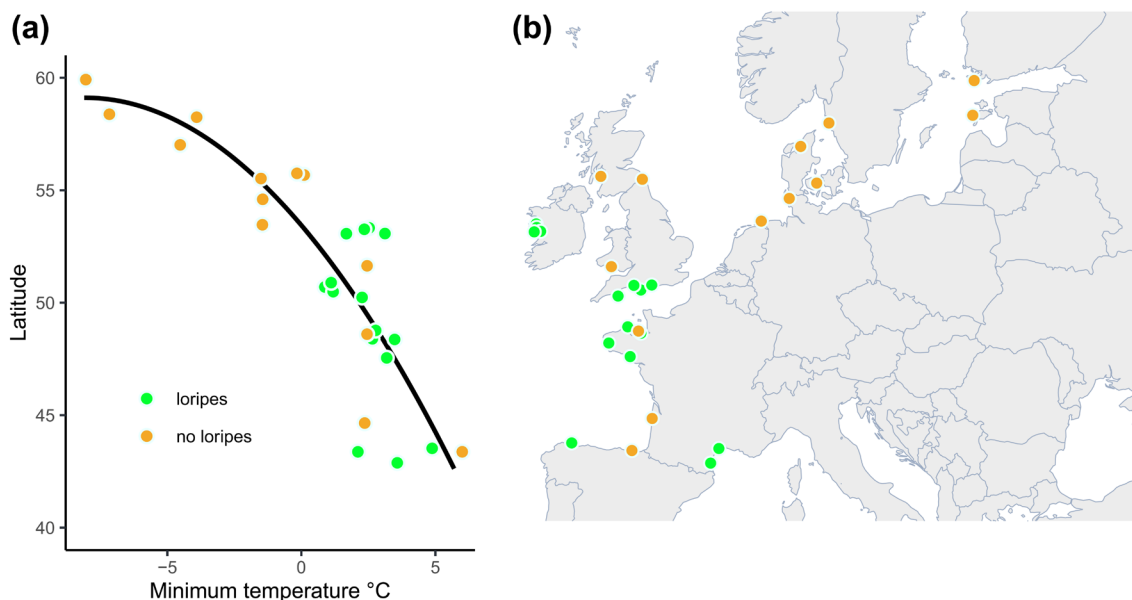 (a)
(b)
60
55
50
45
40
Latitude
loripes
no loripes
−5
0
5
Minimum temperature °C